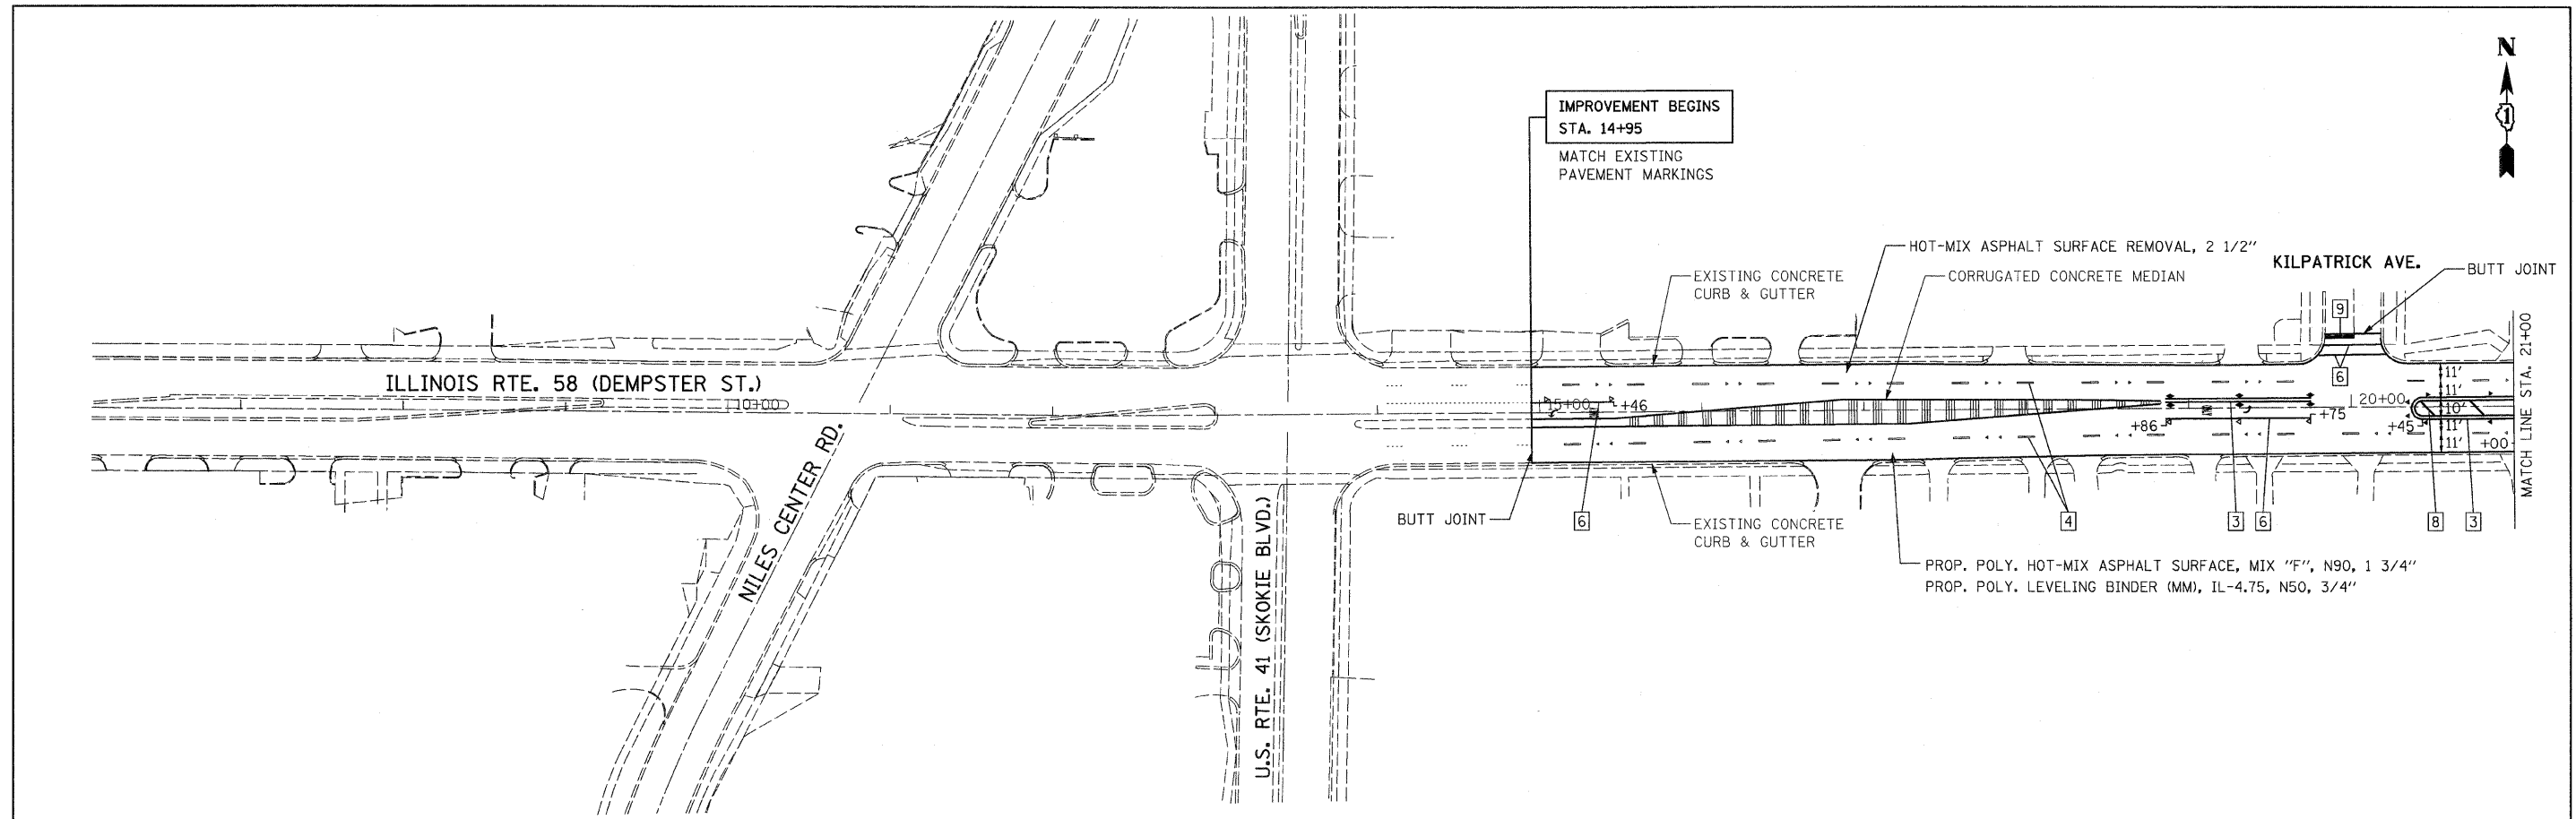 N
1
IMPROVEMENT BEGINS
STA. 14+95
MATCH EXISTING
PAVEMENT MARKINGS
HOT-MIX ASPHALT SURFACE REMOVAL, 2 1/2"
EXISTING CONCRETE
CURB & GUTTER
CORRUGATED CONCRETE MEDIAN
KILPATRICK AVE.
BUTT JOINT
9
6
ILLINOIS RTE. 58 (DEMPSTER ST.)
10+00
15+00
+46
20+00
+75
+86
+45
+00
11'
11'
10'
11'
11'
MATCH LINE STA. 21+00
NILES CENTER RD.
U.S. RTE. 41 (SKOKIE BLVD.)
BUTT JOINT
6
EXISTING CONCRETE
CURB & GUTTER
4
3
6
8
3
PROP. POLY. HOT-MIX ASPHALT SURFACE, MIX "F", N90, 1 3/4"
PROP. POLY. LEVELING BINDER (MM), IL-4.75, N50, 3/4"